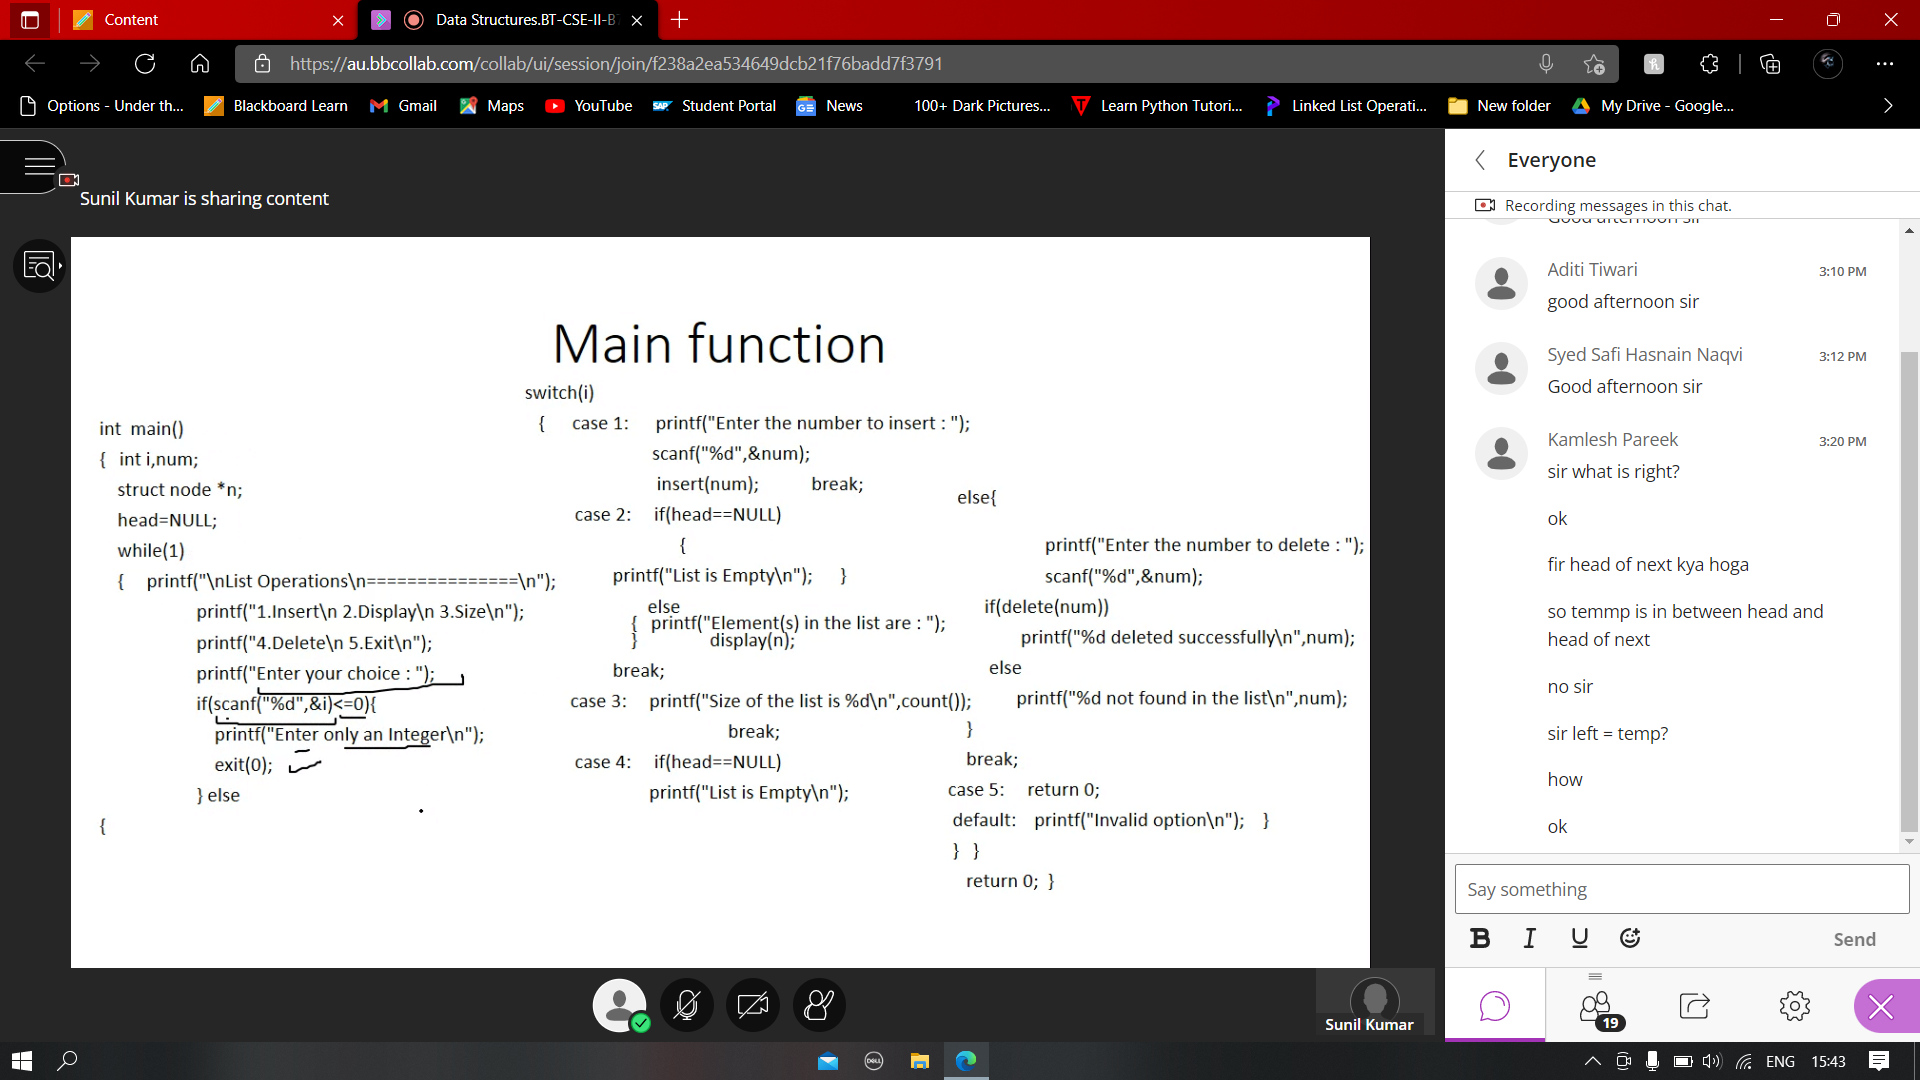 Content
Data Structures.BT-CSE-II-B
https://au.bbcollab.com/collab/ui/session/join/f238a2ea534649dcb21f76badd7f3791
Options - Under th...
Blackboard Learn
Gmail
Maps
YouTube
SAP
Student Portal
News
100+ Dark Pictures...
Learn Python Tutori...
Linked List Operati...
New folder
My Drive - Google...
Sunil Kumar is sharing content
Main function
int main()
{ int i,num;
struct node *n;
head=NULL;
while(1)
{ printf("\nList Operations\n===============\n");
printf("1.Insert\n 2.Display\n 3.Size\n");
printf("4.Delete\n 5.Exit\n");
printf("Enter your choice : ");
if(scanf("%d",&i)<=0){
printf("Enter only an Integer\n");
exit(0);
} else
{
switch(i)
{ case 1: printf("Enter the number to insert : ");
scanf("%d",&num);
insert(num); break;
case 2: if(head==NULL)
{
printf("List is Empty\n"); }
else
{ printf("Element(s) in the list are : ");
} display(n);
break;
case 3: printf("Size of the list is %d\n",count());
break;
case 4: if(head==NULL)
printf("List is Empty\n");
else{
printf("Enter the number to delete : ");
scanf("%d",&num);
if(delete(num))
printf("%d deleted successfully\n",num);
else
printf("%d not found in the list\n",num);
}
break;
case 5: return 0;
default: printf("Invalid option\n"); }
} }
return 0; }
Sunil Kumar
Everyone
Recording messages in this chat.
Good afternoon sir
Aditi Tiwari 3:10 PM
good afternoon sir
Syed Safi Hasnain Naqvi 3:12 PM
Good afternoon sir
Kamlesh Pareek 3:20 PM
sir what is right?
ok
fir head of next kya hoga
so temmp is in between head and
head of next
no sir
sir left = temp?
how
ok
Say something
B I U
Send
19
DELL
ENG 15:43